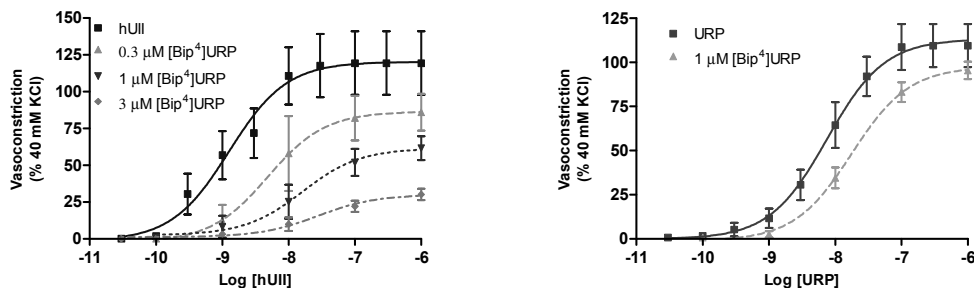 Vasoconstriction
(% 40 mM KCl)
150
125
100
75
50
25
0
hUII
0.3 µM [Bip⁴]URP
1 µM [Bip⁴]URP
3 µM [Bip⁴]URP
-11 -10 -9 -8 -7 -6
Log [hUII]
Vasoconstriction
(% 40 mM KCl)
125
100
75
50
25
0
URP
1 µM [Bip⁴]URP
-11 -10 -9 -8 -7 -6
Log [URP]